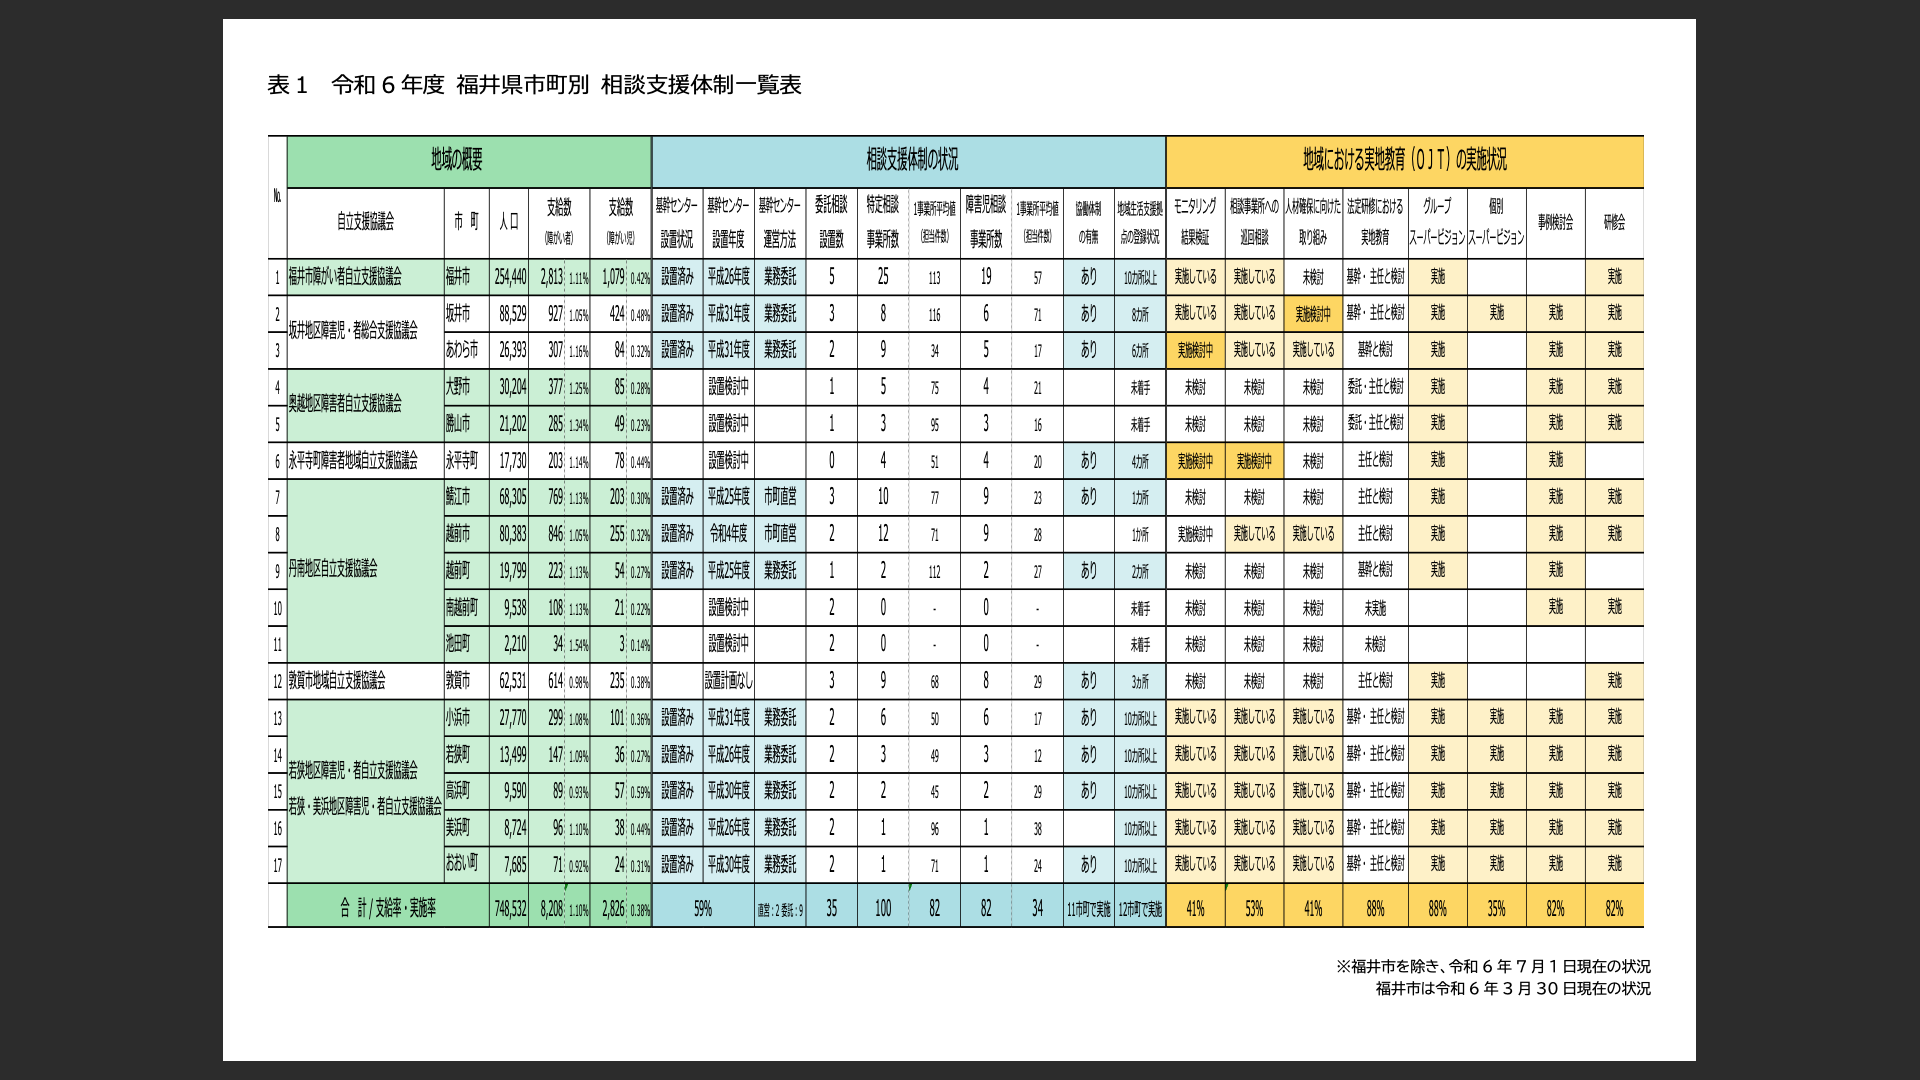 表１　令和６年度 福井県市町別 相談支援体制一覧表
地域の概要 相談支援体制の状況 地域における実地教育（ＯＪＴ）の実施状況
№ 自立支援協議会 市　町 人 口 支給数（障がい者） 支給数（障がい児） 基幹センター設置状況 基幹センター設置年度 基幹センター運営方法 委託相談設置数 特定相談事業所数 1事業所平均値（担当件数） 障害児相談事業所数 1事業所平均値（担当件数） 協働体制の有無 地域生活支援拠点の登録状況 モニタリング結果検証 相談事業所への巡回相談 人材確保に向けた取り組み 法定研修における実地教育 グループスーパービジョン 個別スーパービジョン 事例検討会 研修会
1 福井市障がい者自立支援協議会 福井市 254,440 2,813 1.11% 1,079 0.42% 設置済み 平成26年度 業務委託 5 25 113 19 57 あり 10カ所以上 実施している 実施している 未検討 基幹・主任と検討 実施 実施
坂井地区障害児・者総合支援協議会
2 坂井市 88,529 927 1.05% 424 0.48% 設置済み 平成31年度 業務委託 3 8 116 6 71 あり 8カ所 実施している 実施している 実施検討中 基幹・主任と検討 実施 実施 実施 実施
3 あわら市 26,393 307 1.16% 84 0.32% 設置済み 平成31年度 業務委託 2 9 34 5 17 あり 6カ所 実施検討中 実施している 実施している 基幹と検討 実施 実施 実施
奥越地区障害者自立支援協議会
4 大野市 30,204 377 1.25% 85 0.28% 設置検討中 1 5 75 4 21 未着手 未検討 未検討 未検討 委託・主任と検討 実施 実施 実施
5 勝山市 21,202 285 1.34% 49 0.23% 設置検討中 1 3 95 3 16 未着手 未検討 未検討 未検討 委託・主任と検討 実施 実施 実施
6 永平寺町障害者地域自立支援協議会 永平寺町 17,730 203 1.14% 78 0.44% 設置検討中 0 4 51 4 20 あり 4カ所 実施検討中 実施検討中 未検討 主任と検討 実施 実施
丹南地区自立支援協議会
7 鯖江市 68,305 769 1.13% 203 0.30% 設置済み 平成25年度 市町直営 3 10 77 9 23 あり 1カ所 未検討 未検討 未検討 主任と検討 実施 実施 実施
8 越前市 80,383 846 1.05% 255 0.32% 設置済み 令和4年度 市町直営 2 12 71 9 28 1か所 実施検討中 実施している 実施している 主任と検討 実施 実施 実施
9 越前町 19,799 223 1.13% 54 0.27% 設置済み 平成25年度 業務委託 1 2 112 2 27 あり 2カ所 未検討 未検討 未検討 基幹と検討 実施 実施
10 南越前町 9,538 108 1.13% 21 0.22% 設置検討中 2 0 - 0 - 未着手 未検討 未検討 未検討 未実施 実施 実施
11 池田町 2,210 34 1.54% 3 0.14% 設置検討中 2 0 - 0 - 未着手 未検討 未検討 未検討 未検討
12 敦賀市地域自立支援協議会 敦賀市 62,531 614 0.98% 235 0.38% 設置計画なし 3 9 68 8 29 あり 3ヵ所 未検討 未検討 未検討 主任と検討 実施 実施
若狭地区障害児・者自立支援協議会
若狭・美浜地区障害児・者自立支援協議会
13 小浜市 27,770 299 1.08% 101 0.36% 設置済み 平成31年度 業務委託 2 6 50 6 17 あり 10カ所以上 実施している 実施している 実施している 基幹・主任と検討 実施 実施 実施 実施
14 若狭町 13,499 147 1.09% 36 0.27% 設置済み 平成26年度 業務委託 2 3 49 3 12 あり 10カ所以上 実施している 実施している 実施している 基幹・主任と検討 実施 実施 実施 実施
15 高浜町 9,590 89 0.93% 57 0.59% 設置済み 平成30年度 業務委託 2 2 45 2 29 あり 10カ所以上 実施している 実施している 実施している 基幹・主任と検討 実施 実施 実施 実施
16 美浜町 8,724 96 1.10% 38 0.44% 設置済み 平成26年度 業務委託 2 1 96 1 38 10カ所以上 実施している 実施している 実施している 基幹・主任と検討 実施 実施 実施 実施
17 おおい町 7,685 71 0.92% 24 0.31% 設置済み 平成30年度 業務委託 2 1 71 1 24 あり 10カ所以上 実施している 実施している 実施している 基幹・主任と検討 実施 実施 実施 実施
合　計 / 支給率・実施率 748,532 8,208 1.10% 2,826 0.38% 59% 直営：2 委託：9 35 100 82 82 34 11市町で実施 12市町で実施 41% 53% 41% 88% 88% 35% 82% 82%
※福井市を除き、令和６年７月１日現在の状況
福井市は令和６年３月30日現在の状況